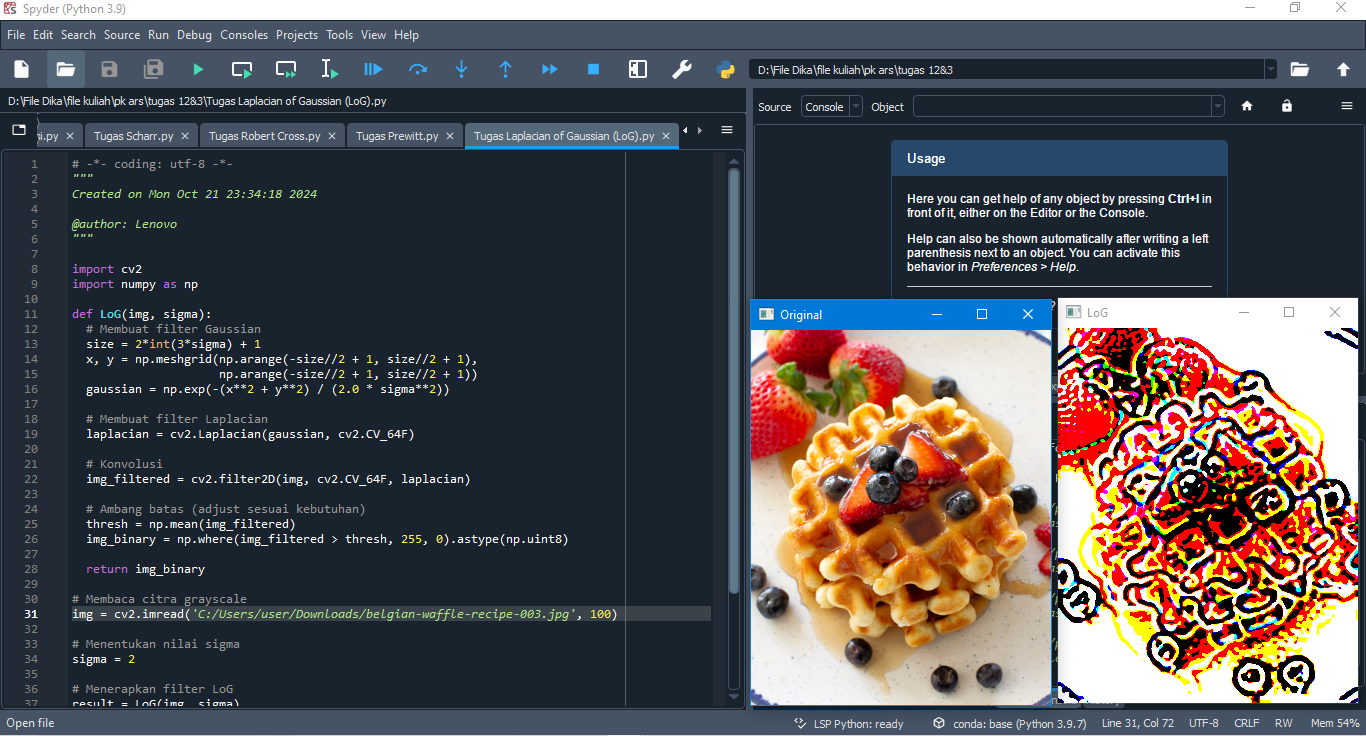 Spyder (Python 3.9)
File Edit Search Source Run Debug Consoles Projects Tools View Help
D:\File Dika\file kuliah\pk ars\tugas 12&3
D:\File Dika\file kuliah\pk ars\tugas 12&3\Tugas Laplacian of Gaussian (LoG).py
si.py Tugas Scharr.py Tugas Robert Cross.py Tugas Prewitt.py Tugas Laplacian of Gaussian (LoG).py
1 # -*- coding: utf-8 -*-
2 """
3 Created on Mon Oct 21 23:34:18 2024
4
5 @author: Lenovo
6 """
7
8 import cv2
9 import numpy as np
10
11 def LoG(img, sigma):
12 # Membuat filter Gaussian
13 size = 2*int(3*sigma) + 1
14 x, y = np.meshgrid(np.arange(-size//2 + 1, size//2 + 1),
15 np.arange(-size//2 + 1, size//2 + 1))
16 gaussian = np.exp(-(x**2 + y**2) / (2.0 * sigma**2))
17
18 # Membuat filter Laplacian
19 laplacian = cv2.Laplacian(gaussian, cv2.CV_64F)
20
21 # Konvolusi
22 img_filtered = cv2.filter2D(img, cv2.CV_64F, laplacian)
23
24 # Ambang batas (adjust sesuai kebutuhan)
25 thresh = np.mean(img_filtered)
26 img_binary = np.where(img_filtered > thresh, 255, 0).astype(np.uint8)
27
28 return img_binary
29
30 # Membaca citra grayscale
31 img = cv2.imread('C:/Users/user/Downloads/belgian-waffle-recipe-003.jpg', 100)
32
33 # Menentukan nilai sigma
34 sigma = 2
35
36 # Menerapkan filter LoG
37 result = LoG(img, sigma)
Source Console Object
Usage
Here you can get help of any object by pressing Ctrl+I in
front of it, either on the Editor or the Console.
Help can also be shown automatically after writing a left
parenthesis next to an object. You can activate this
behavior in Preferences > Help.
Original
LoG
Open file
LSP Python: ready conda: base (Python 3.9.7) Line 31, Col 72 UTF-8 CRLF RW Mem 54%